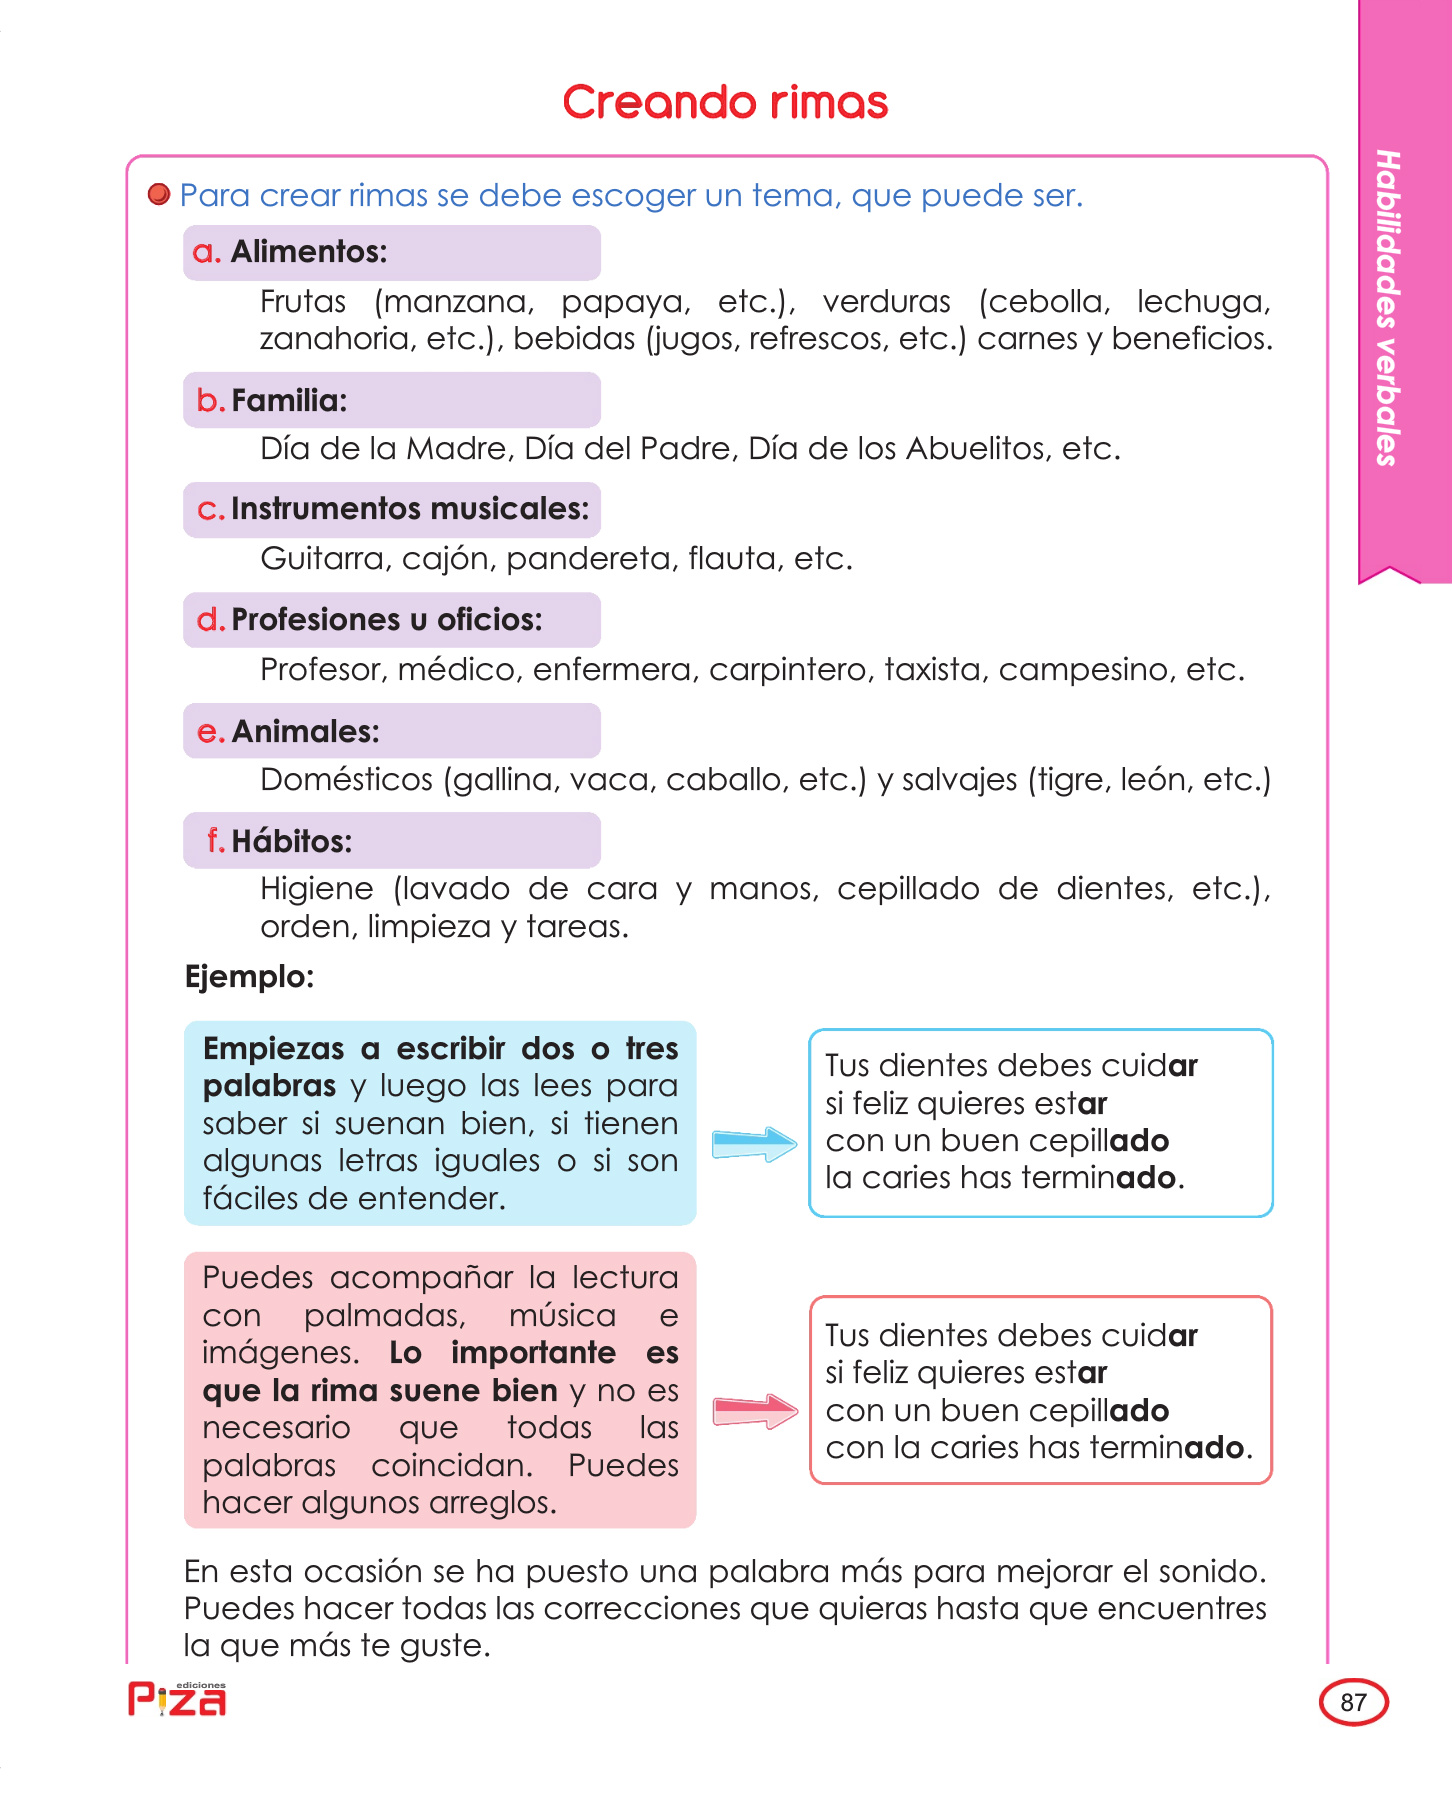 Creando rimas
Habilidades verbales
Para crear rimas se debe escoger un tema, que puede ser.
a. Alimentos:
Frutas (manzana, papaya, etc.), verduras (cebolla, lechuga,
zanahoria, etc.), bebidas (jugos, refrescos, etc.) carnes y beneficios.
b. Familia:
Día de la Madre, Día del Padre, Día de los Abuelitos, etc.
c. Instrumentos musicales:
Guitarra, cajón, pandereta, flauta, etc.
d. Profesiones u oficios:
Profesor, médico, enfermera, carpintero, taxista, campesino, etc.
e. Animales:
Domésticos (gallina, vaca, caballo, etc.) y salvajes (tigre, león, etc.)
f. Hábitos:
Higiene (lavado de cara y manos, cepillado de dientes, etc.),
orden, limpieza y tareas.
Ejemplo:
Empiezas a escribir dos o tres
palabras y luego las lees para
saber si suenan bien, si tienen
algunas letras iguales o si son
fáciles de entender.
Tus dientes debes cuidar
si feliz quieres estar
con un buen cepillado
la caries has terminado.
Puedes acompañar la lectura
con palmadas, música e
imágenes. Lo importante es
que la rima suene bien y no es
necesario que todas las
palabras coincidan. Puedes
hacer algunos arreglos.
Tus dientes debes cuidar
si feliz quieres estar
con un buen cepillado
con la caries has terminado.
En esta ocasión se ha puesto una palabra más para mejorar el sonido.
Puedes hacer todas las correcciones que quieras hasta que encuentres
la que más te guste.
ediciones
Piza
87